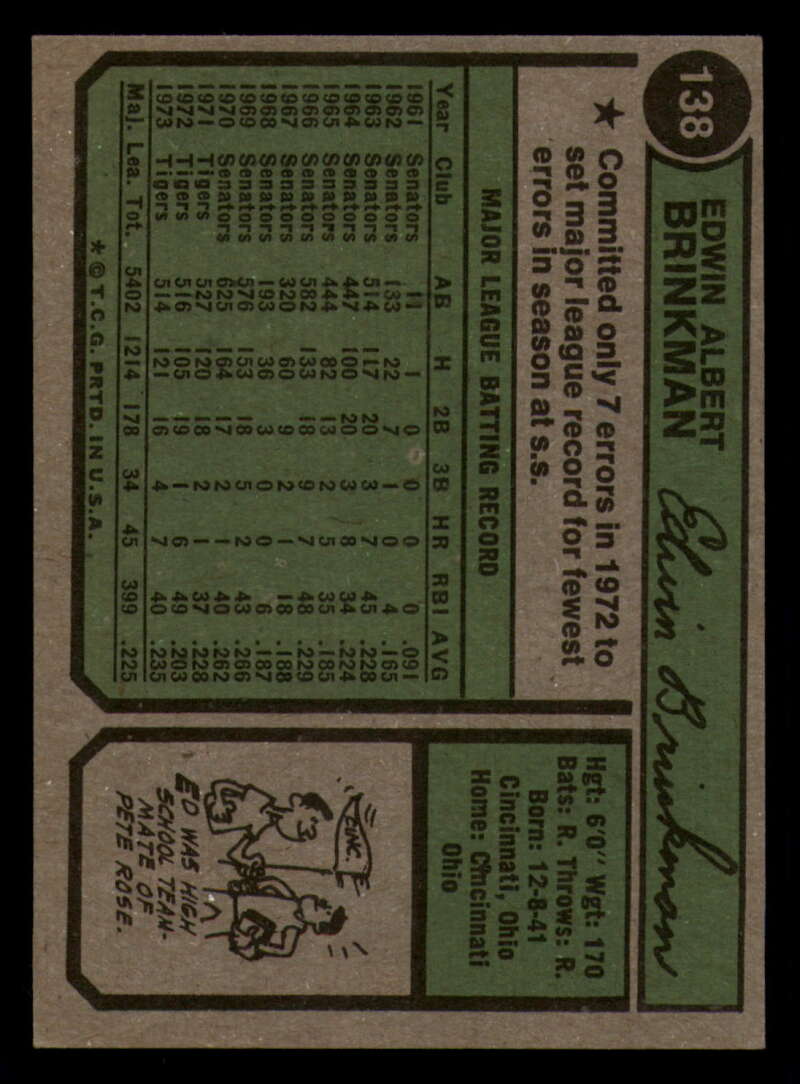 138
EDWIN ALBERT
BRINKMAN
Edwin Brinkman
★ Committed only 7 errors in 1972 to
set major league record for fewest
errors in season at s.s.
MAJOR LEAGUE BATTING RECORD
Year Club AB H 2B 3B HR RBI AVG
1961 Senators 11 1 0 0 0 0 .091
1962 Senators 133 22 7 1 0 4 .165
1963 Senators 514 117 20 3 7 45 .228
1964 Senators 447 100 20 3 8 34 .224
1965 Senators 444 82 13 2 5 35 .185
1966 Senators 582 133 18 9 7 48 .229
1967 Senators 320 60 9 2 1 18 .188
1968 Senators 193 36 3 0 0 6 .187
1969 Senators 576 153 18 5 2 43 .266
1970 Senators 625 164 17 2 1 40 .262
1971 Tigers 527 120 18 2 1 37 .228
1972 Tigers 516 105 19 1 6 49 .203
1973 Tigers 514 121 16 4 7 40 .235
Maj. Lea. Tot. 5402 1214 178 34 45 399 .225
* © T.C.G. PRTD. IN U.S.A.
Hgt: 6'0" Wgt: 170
Bats: R. Throws: R.
Born: 12-8-41
Cincinnati, Ohio
Home: Cincinnati
Ohio
CINC.
ED WAS HIGH
SCHOOL TEAM-
MATE OF
PETE ROSE.